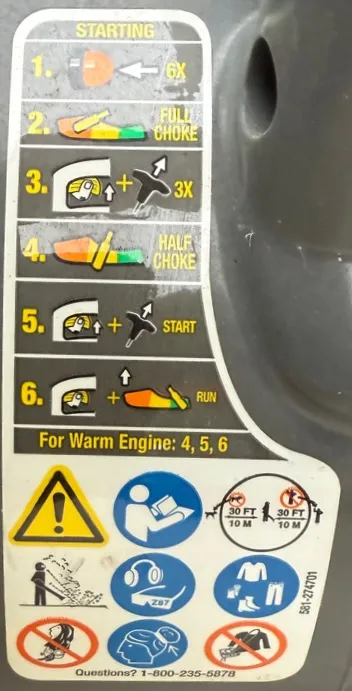 STARTING
1. 6X
2. FULL CHOKE
3. + 3X
4. HALF CHOKE
5. + START
6. + RUN
For Warm Engine: 4, 5, 6
30 FT 30 FT
10 M 10 M
Z87
581-274701
Questions? 1-800-235-5878